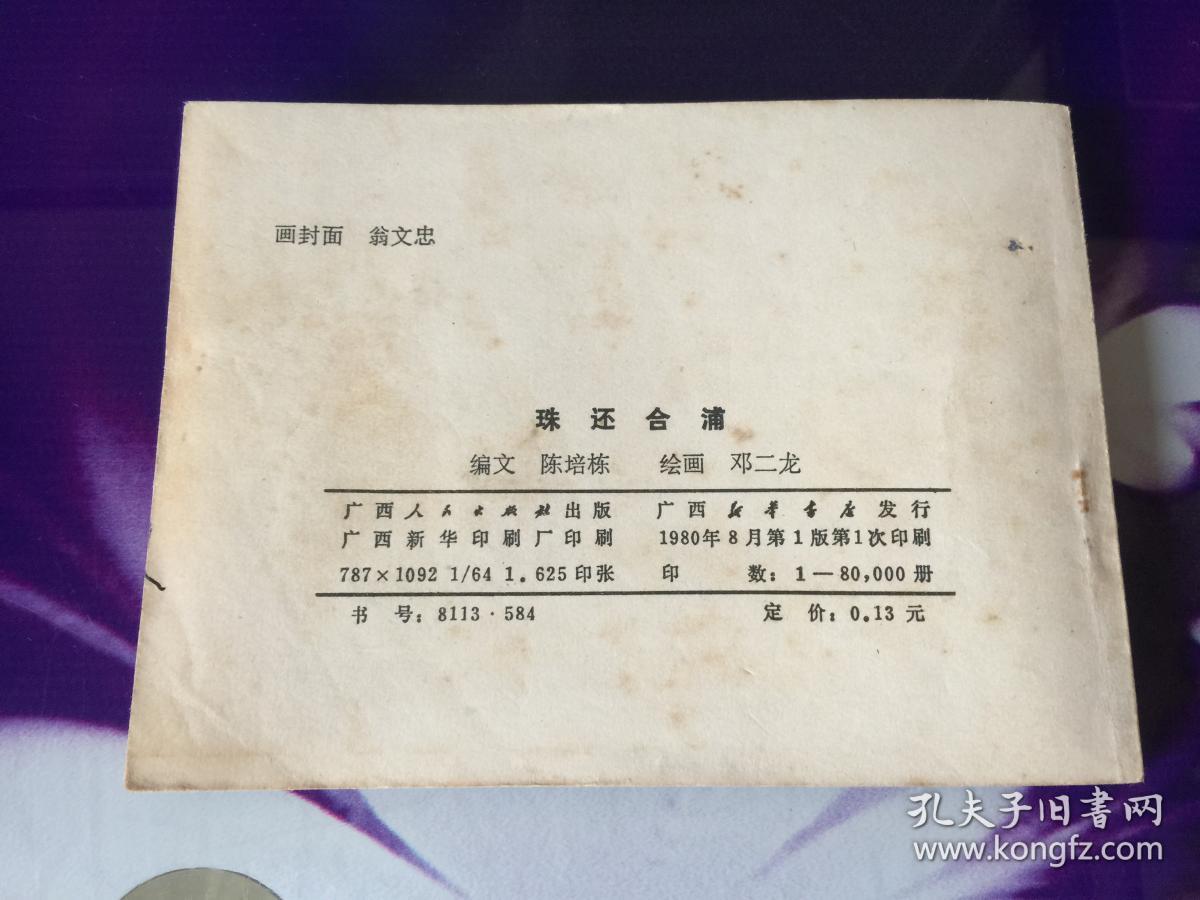 画封面 翁文忠
珠还合浦
编文 陈培栋 绘画 邓二龙
广西人民出版社出版 广西新华书店发行
广西新华印刷厂印刷 1980年8月第1版第1次印刷
787×1092 1/64 1.625印张 印 数：1—80,000册
书 号：8113·584 定 价：0.13元
孔夫子旧書网
www.kongfz.com